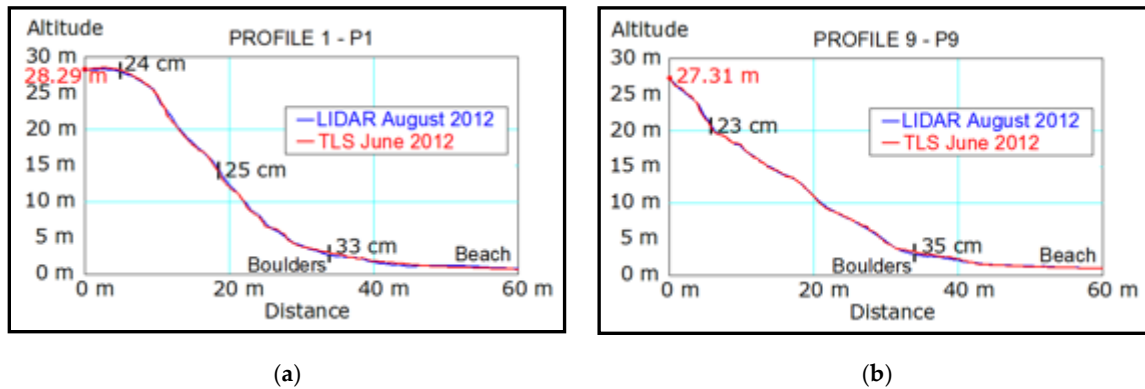 Altitude
PROFILE 1 - P1
30 m
24 cm
28.29 m
25 m
LIDAR August 2012
20 m
TLS June 2012
15 m
25 cm
10 m
5 m
33 cm
Beach
Boulders
0 m
0 m
20 m
40 m
60 m
Distance
(a)
Altitude
PROFILE 9 - P9
30 m
27.31 m
25 m
LIDAR August 2012
23 cm
20 m
TLS June 2012
15 m
10 m
5 m
35 cm
Beach
Boulders
0 m
0 m
20 m
40 m
60 m
Distance
(b)